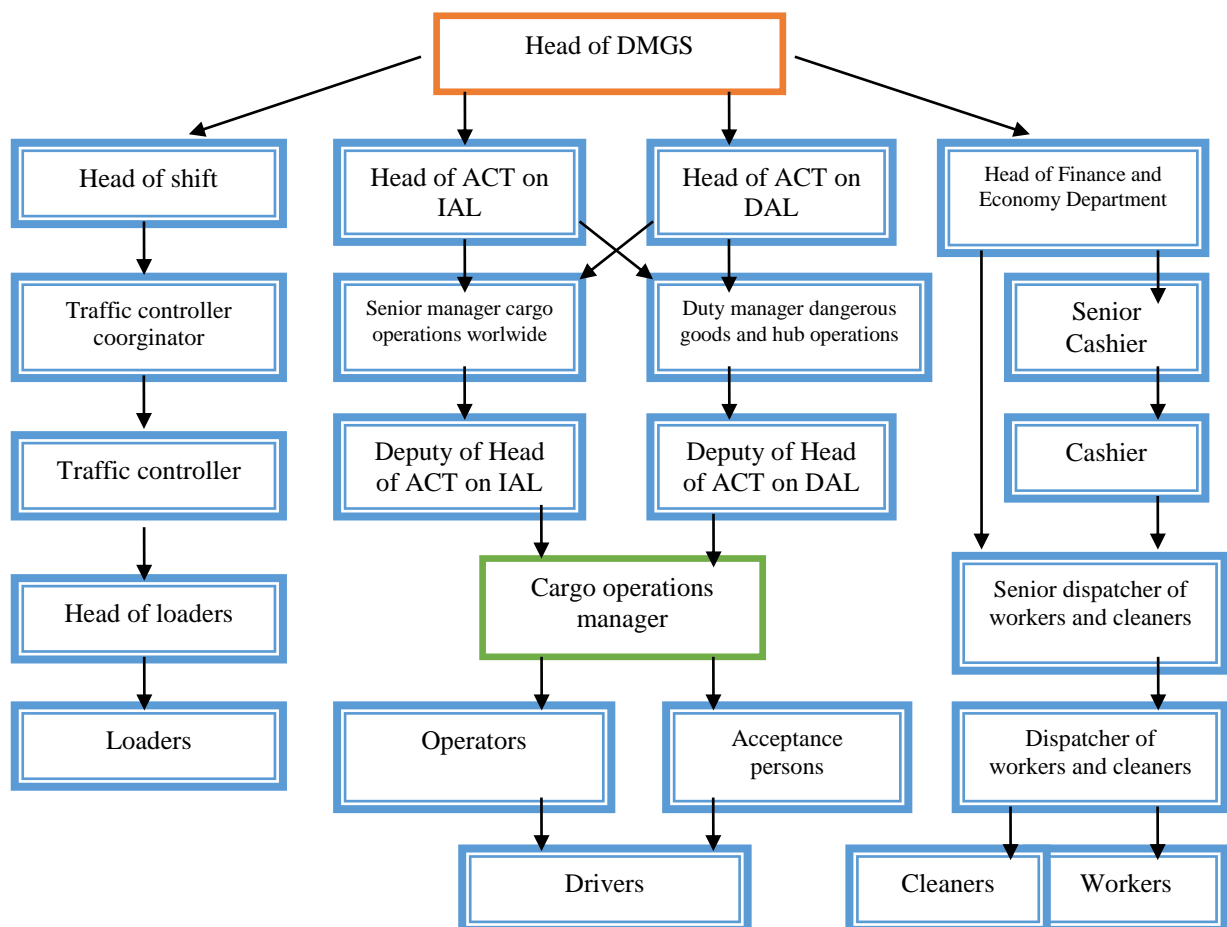 Head of DMGS
Head of shift
Head of ACT on
IAL
Head of ACT on
DAL
Head of Finance and
Economy Department
Traffic controller
coorginator
Senior manager cargo
operations worlwide
Duty manager dangerous
goods and hub operations
Senior
Cashier
Traffic controller
Deputy of Head
of ACT on IAL
Deputy of Head
of ACT on DAL
Cashier
Head of loaders
Cargo operations
manager
Senior dispatcher of
workers and cleaners
Loaders
Operators
Acceptance
persons
Dispatcher of
workers and cleaners
Drivers
Cleaners
Workers